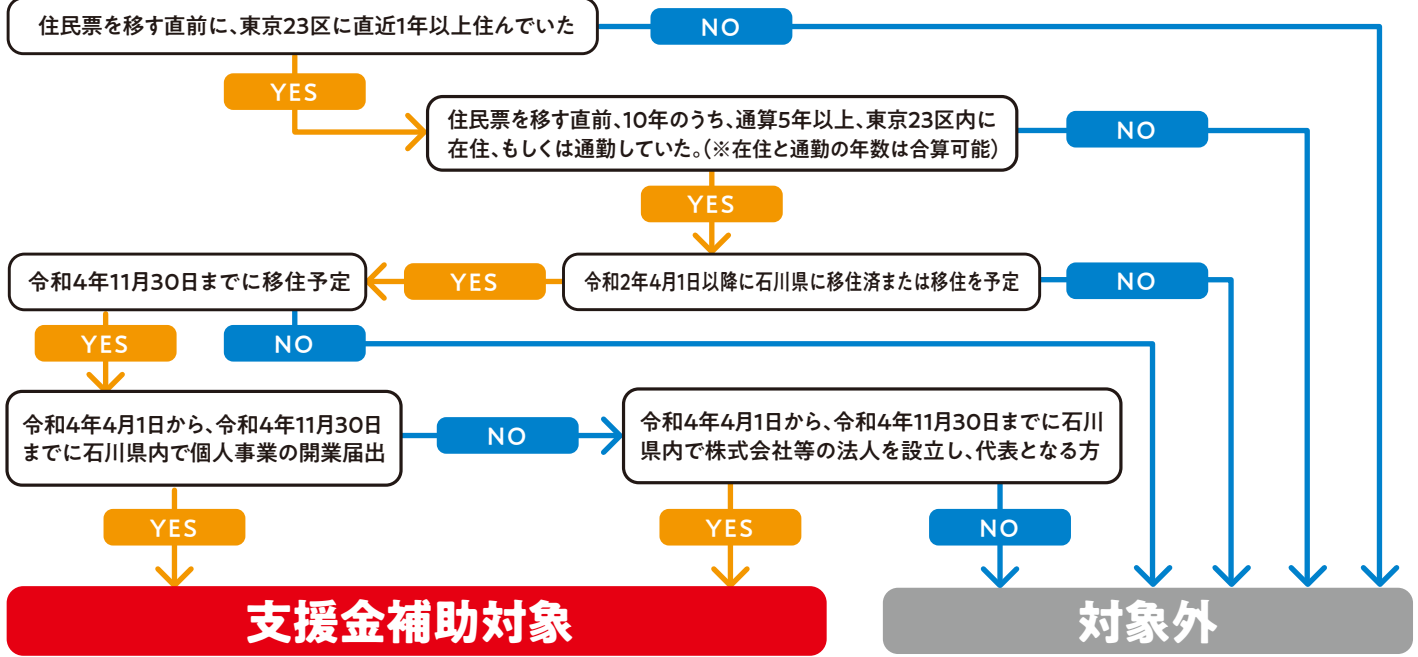 住民票を移す直前に、東京23区に直近1年以上住んでいた
NO
YES
住民票を移す直前、10年のうち、通算5年以上、東京23区内に
在住、もしくは通勤していた。(※在住と通勤の年数は合算可能)
NO
YES
令和4年11月30日までに移住予定
YES
令和2年4月1日以降に石川県に移住済または移住を予定
NO
YES
NO
令和4年4月1日から、令和4年11月30日
までに石川県内で個人事業の開業届出
NO
令和4年4月1日から、令和4年11月30日までに石川
県内で株式会社等の法人を設立し、代表となる方
YES
YES
NO
支援金補助対象
対象外